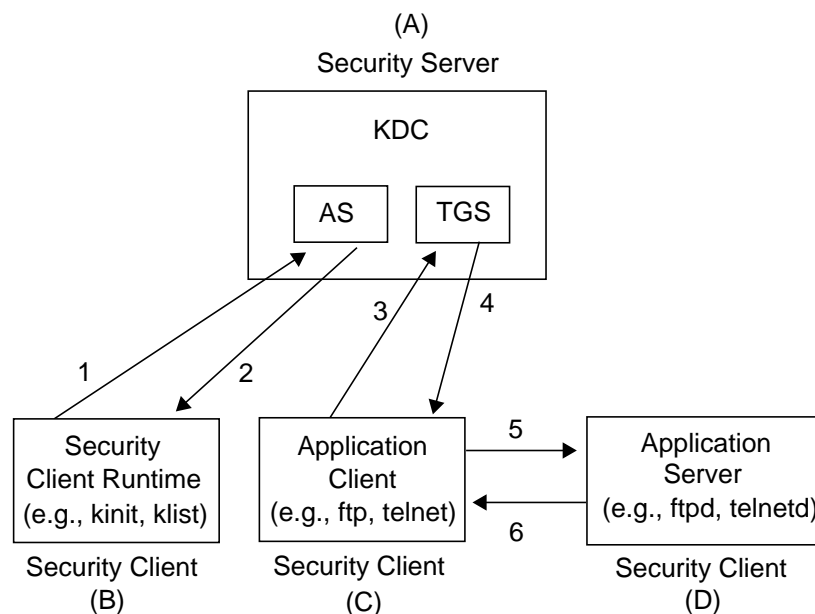 (A)
Security Server
KDC
AS
TGS
1
2
3
4
Security
Client Runtime
(e.g., kinit, klist)
Security Client
(B)
Application
Client
(e.g., ftp, telnet)
Security Client
(C)
5
6
Application
Server
(e.g., ftpd, telnetd)
Security Client
(D)